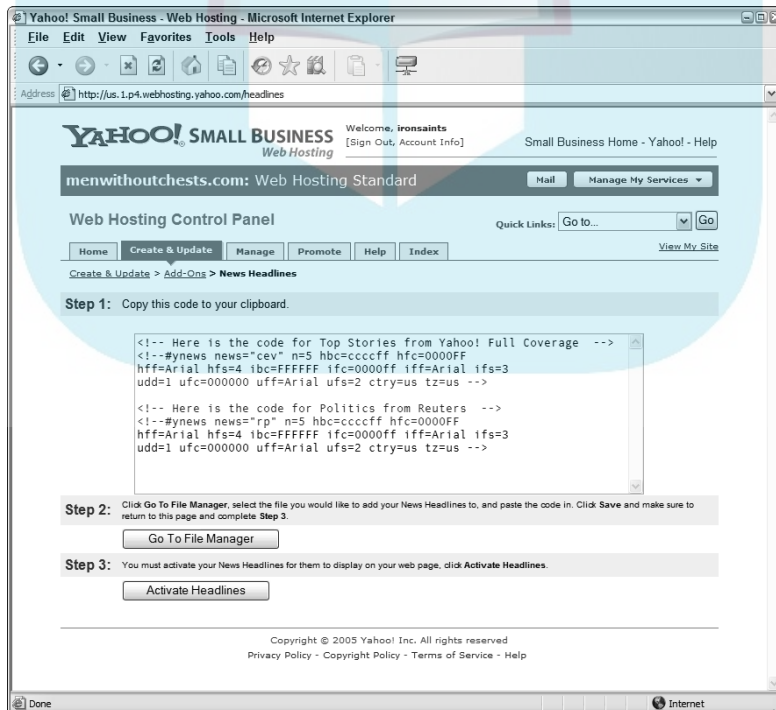 Yahoo! Small Business - Web Hosting - Microsoft Internet Explorer
File Edit View Favorites Tools Help
Address http://us.1.p4.webhosting.yahoo.com/headlines
YAHOO! SMALL BUSINESS
Web Hosting
Welcome, ironsaints
[Sign Out, Account Info]
Small Business Home - Yahoo! - Help
menwithoutchests.com: Web Hosting Standard
Mail Manage My Services
Web Hosting Control Panel
Quick Links: Go to... Go
Home Create & Update Manage Promote Help Index
View My Site
Create & Update > Add-Ons > News Headlines
Step 1: Copy this code to your clipboard.
<!-- Here is the code for Top Stories from Yahoo! Full Coverage -->
<!--#ynews news="cev" n=5 hbc=ccccff hfc=0000FF
hff=Arial hfs=4 ibc=FFFFFF ifc=0000ff iff=Arial ifs=3
udd=1 ufc=000000 uff=Arial ufs=2 ctry=us tz=us -->
<!-- Here is the code for Politics from Reuters -->
<!--#ynews news="rp" n=5 hbc=ccccff hfc=0000FF
hff=Arial hfs=4 ibc=FFFFFF ifc=0000ff iff=Arial ifs=3
udd=1 ufc=000000 uff=Arial ufs=2 ctry=us tz=us -->
Step 2: Click Go To File Manager, select the file you would like to add your News Headlines to, and paste the code in. Click Save and make sure to
return to this page and complete Step 3.
Go To File Manager
Step 3: You must activate your News Headlines for them to display on your web page, click Activate Headlines.
Activate Headlines
Copyright © 2005 Yahoo! Inc. All rights reserved
Privacy Policy - Copyright Policy - Terms of Service - Help
Done Internet